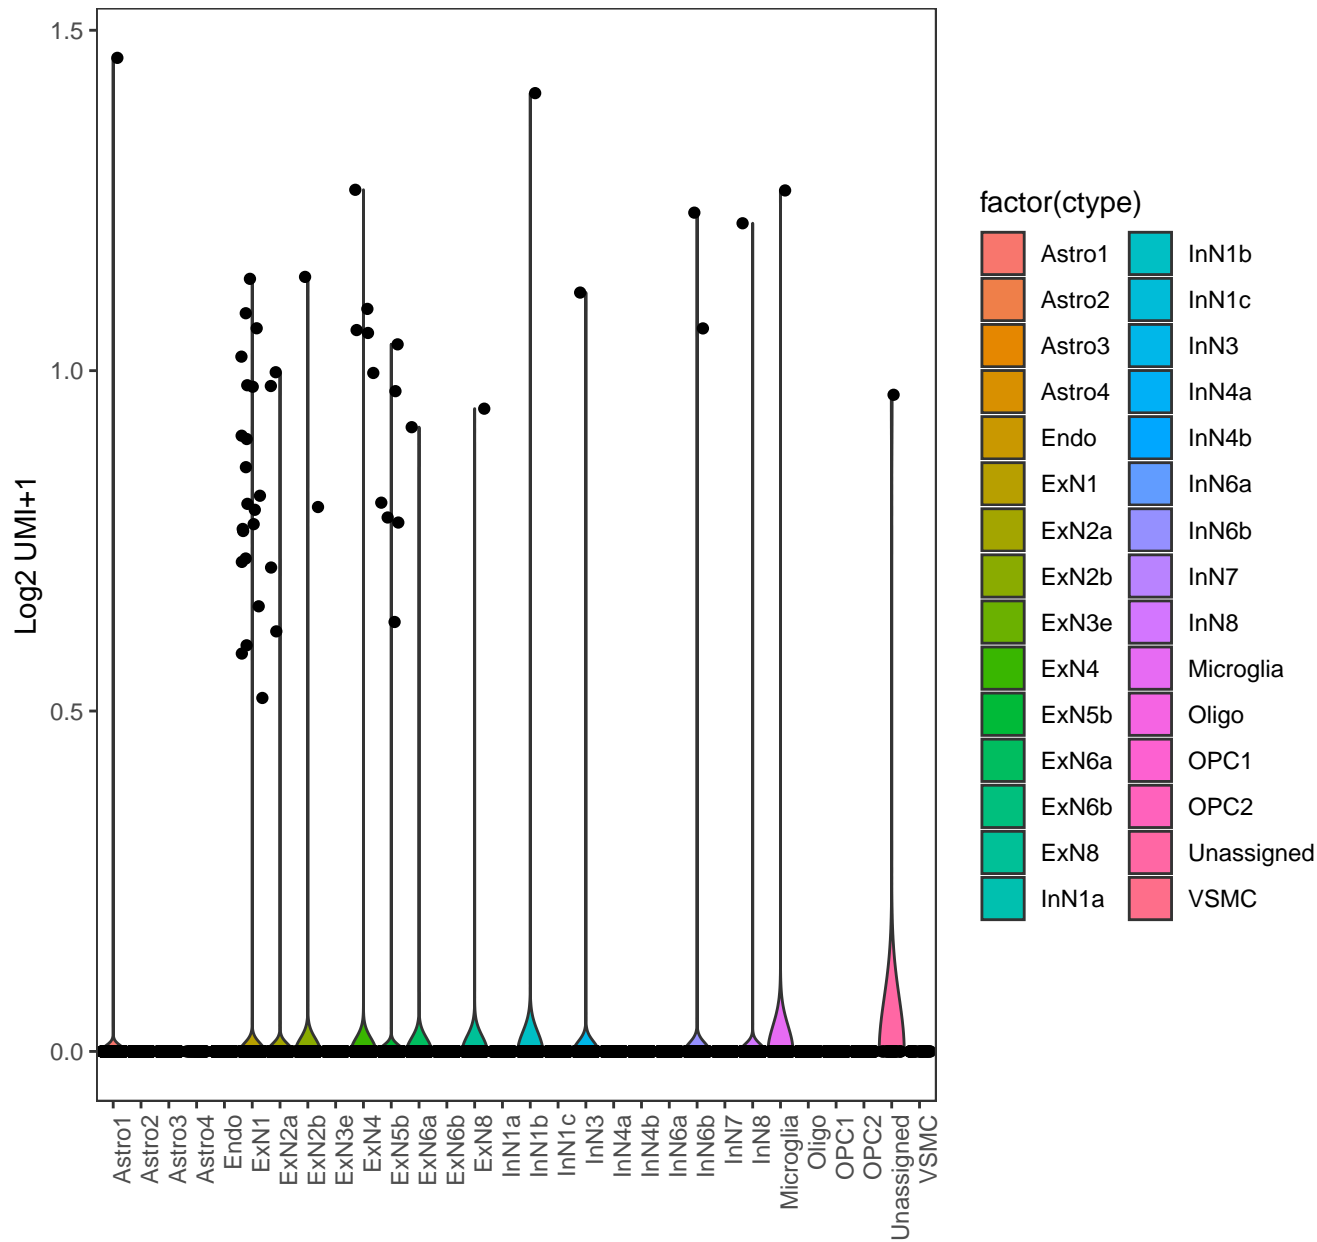 1.5
1.0
0.5
0.0
Log2 UMI+1
Astro1
Astro2
Astro3
Astro4
Endo
ExN1
ExN2a
ExN2b
ExN3e
ExN4
ExN5b
ExN6a
ExN6b
ExN8
InN1a
InN1b
InN1c
InN3
InN4a
InN4b
InN6a
InN6b
InN7
InN8
Microglia
Oligo
OPC1
OPC2
Unassigned
VSMC
factor(ctype)
Astro1
Astro2
Astro3
Astro4
Endo
ExN1
ExN2a
ExN2b
ExN3e
ExN4
ExN5b
ExN6a
ExN6b
ExN8
InN1a
InN1b
InN1c
InN3
InN4a
InN4b
InN6a
InN6b
InN7
InN8
Microglia
Oligo
OPC1
OPC2
Unassigned
VSMC